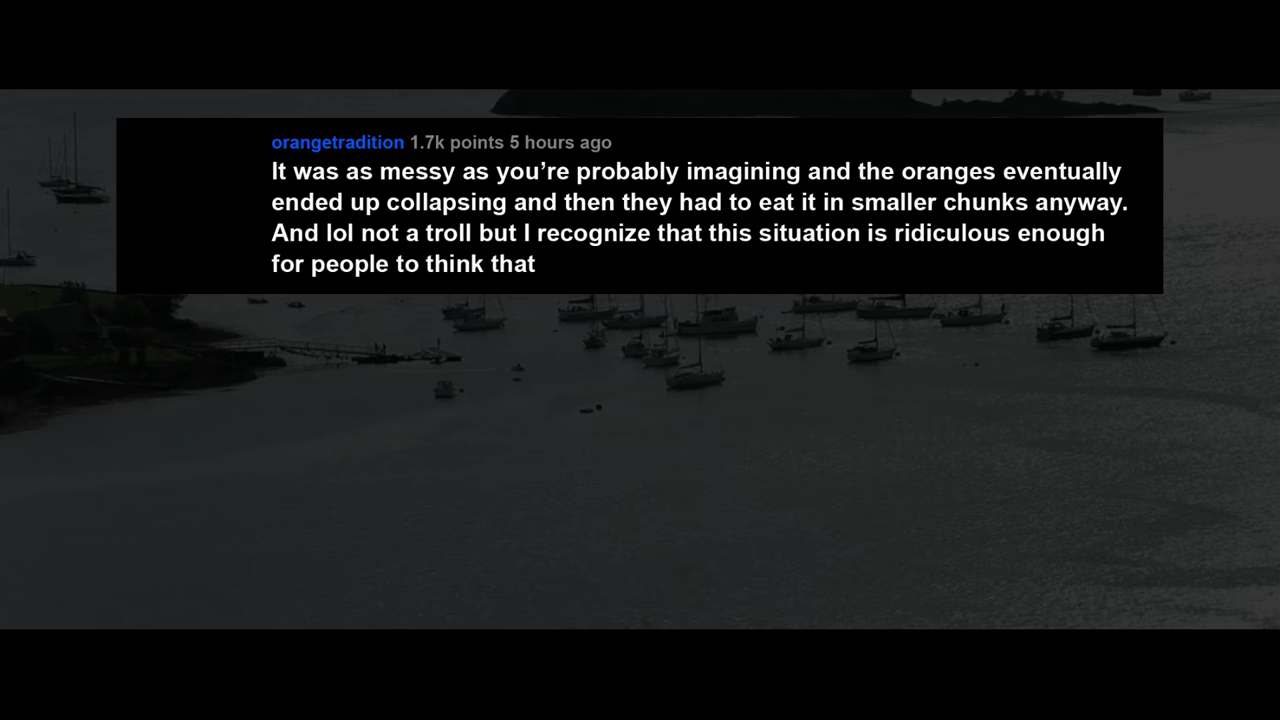 orangetradition 1.7k points 5 hours ago
It was as messy as you’re probably imagining and the oranges eventually
ended up collapsing and then they had to eat it in smaller chunks anyway.
And lol not a troll but I recognize that this situation is ridiculous enough
for people to think that